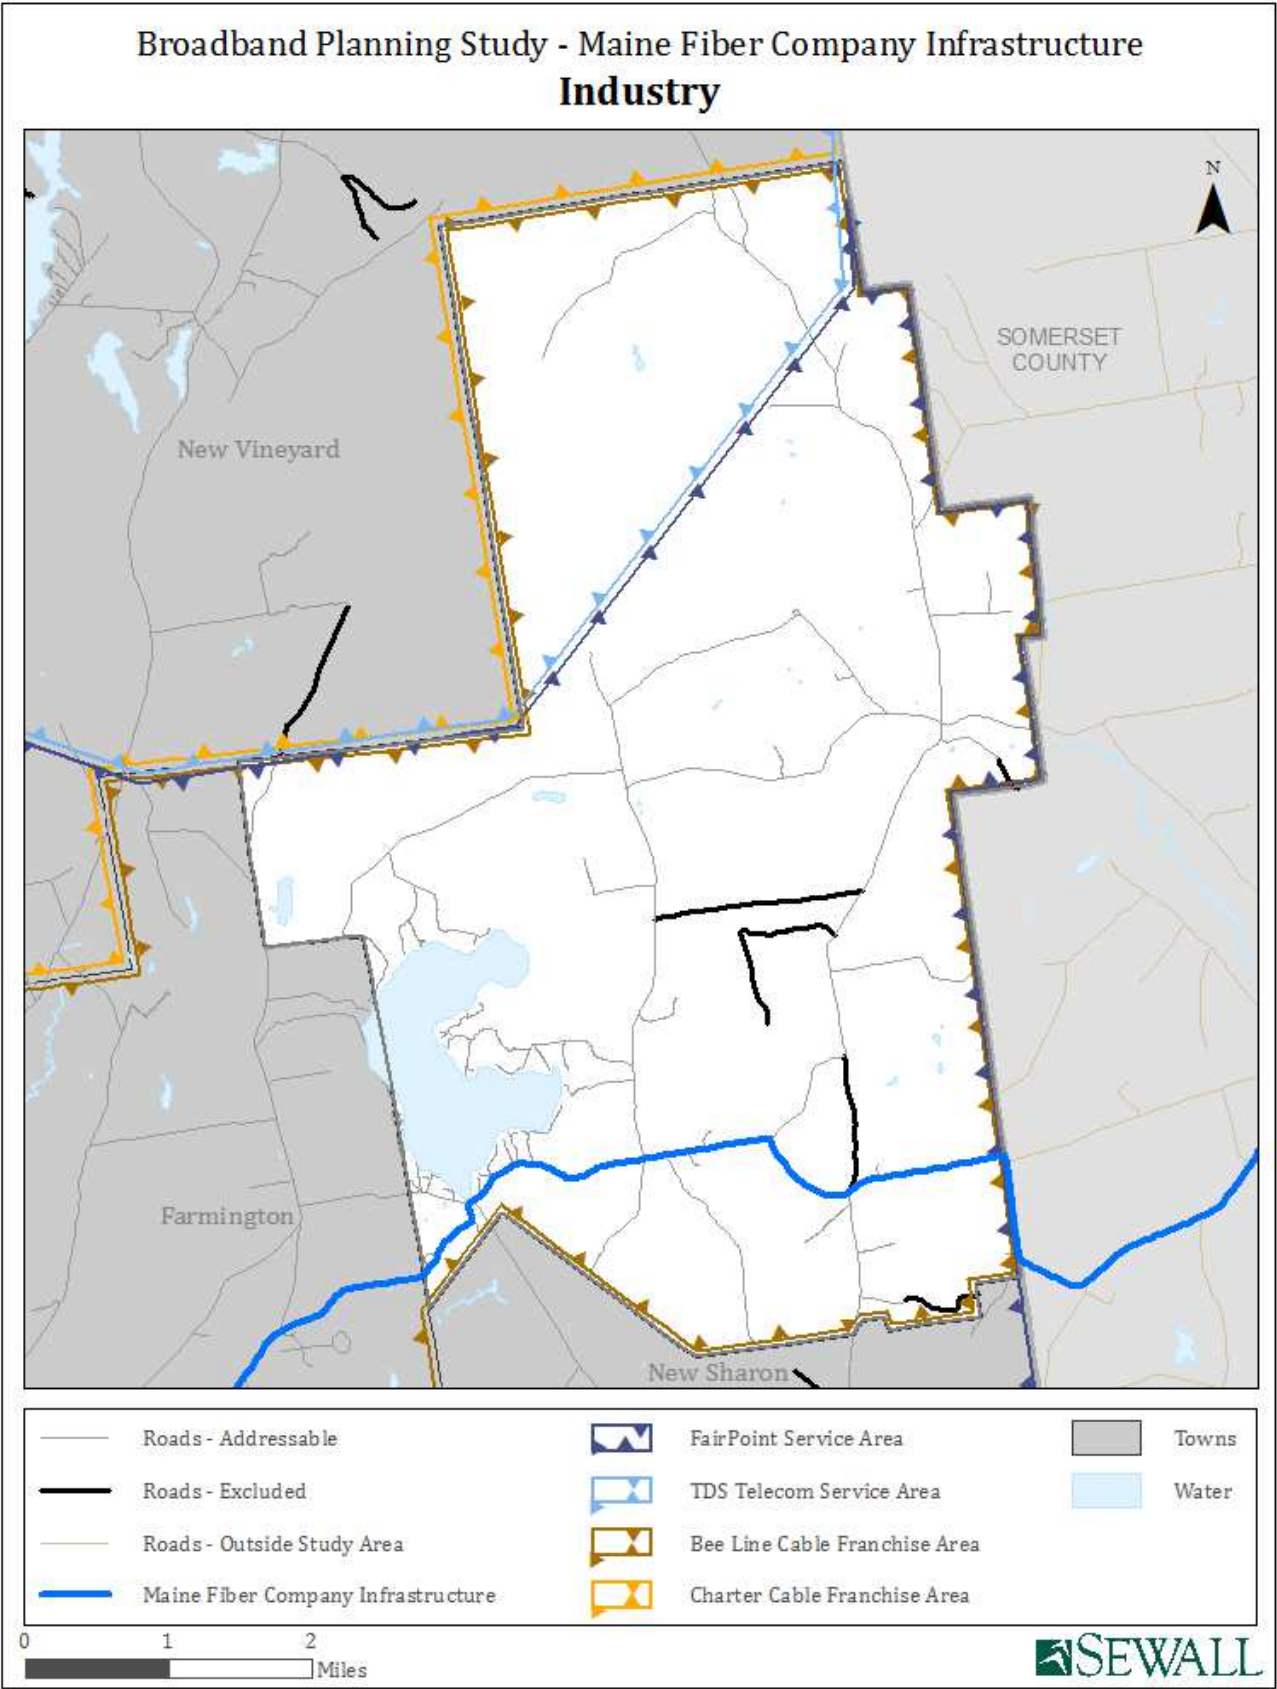 Broadband Planning Study - Maine Fiber Company Infrastructure
Industry
N
SOMERSET
COUNTY
New Vineyard
Farmington
New Sharon
Roads - Addressable
Roads - Excluded
Roads - Outside Study Area
Maine Fiber Company Infrastructure
FairPoint Service Area
TDS Telecom Service Area
Bee Line Cable Franchise Area
Charter Cable Franchise Area
Towns
Water
0 1 2
Miles
SEWALL